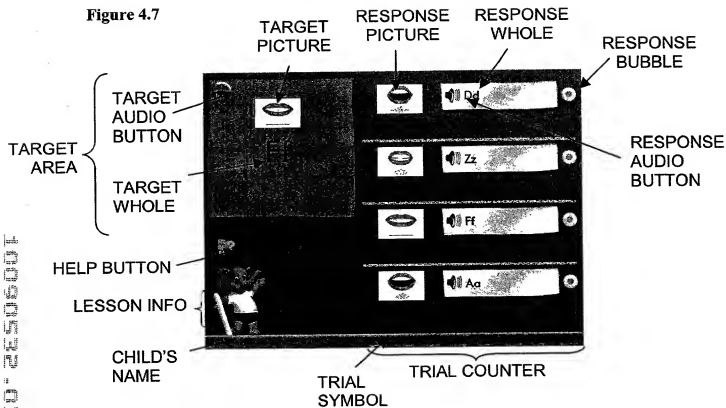 Figure 4.7
TARGET
PICTURE
RESPONSE
PICTURE
RESPONSE
WHOLE
RESPONSE
BUBBLE
TARGET
AUDIO
BUTTON
TARGET
AREA
TARGET
WHOLE
RESPONSE
AUDIO
BUTTON
Dd
Zz
Ff
Aa
HELP BUTTON
LESSON INFO
CHILD'S
NAME
TRIAL
SYMBOL
TRIAL COUNTER